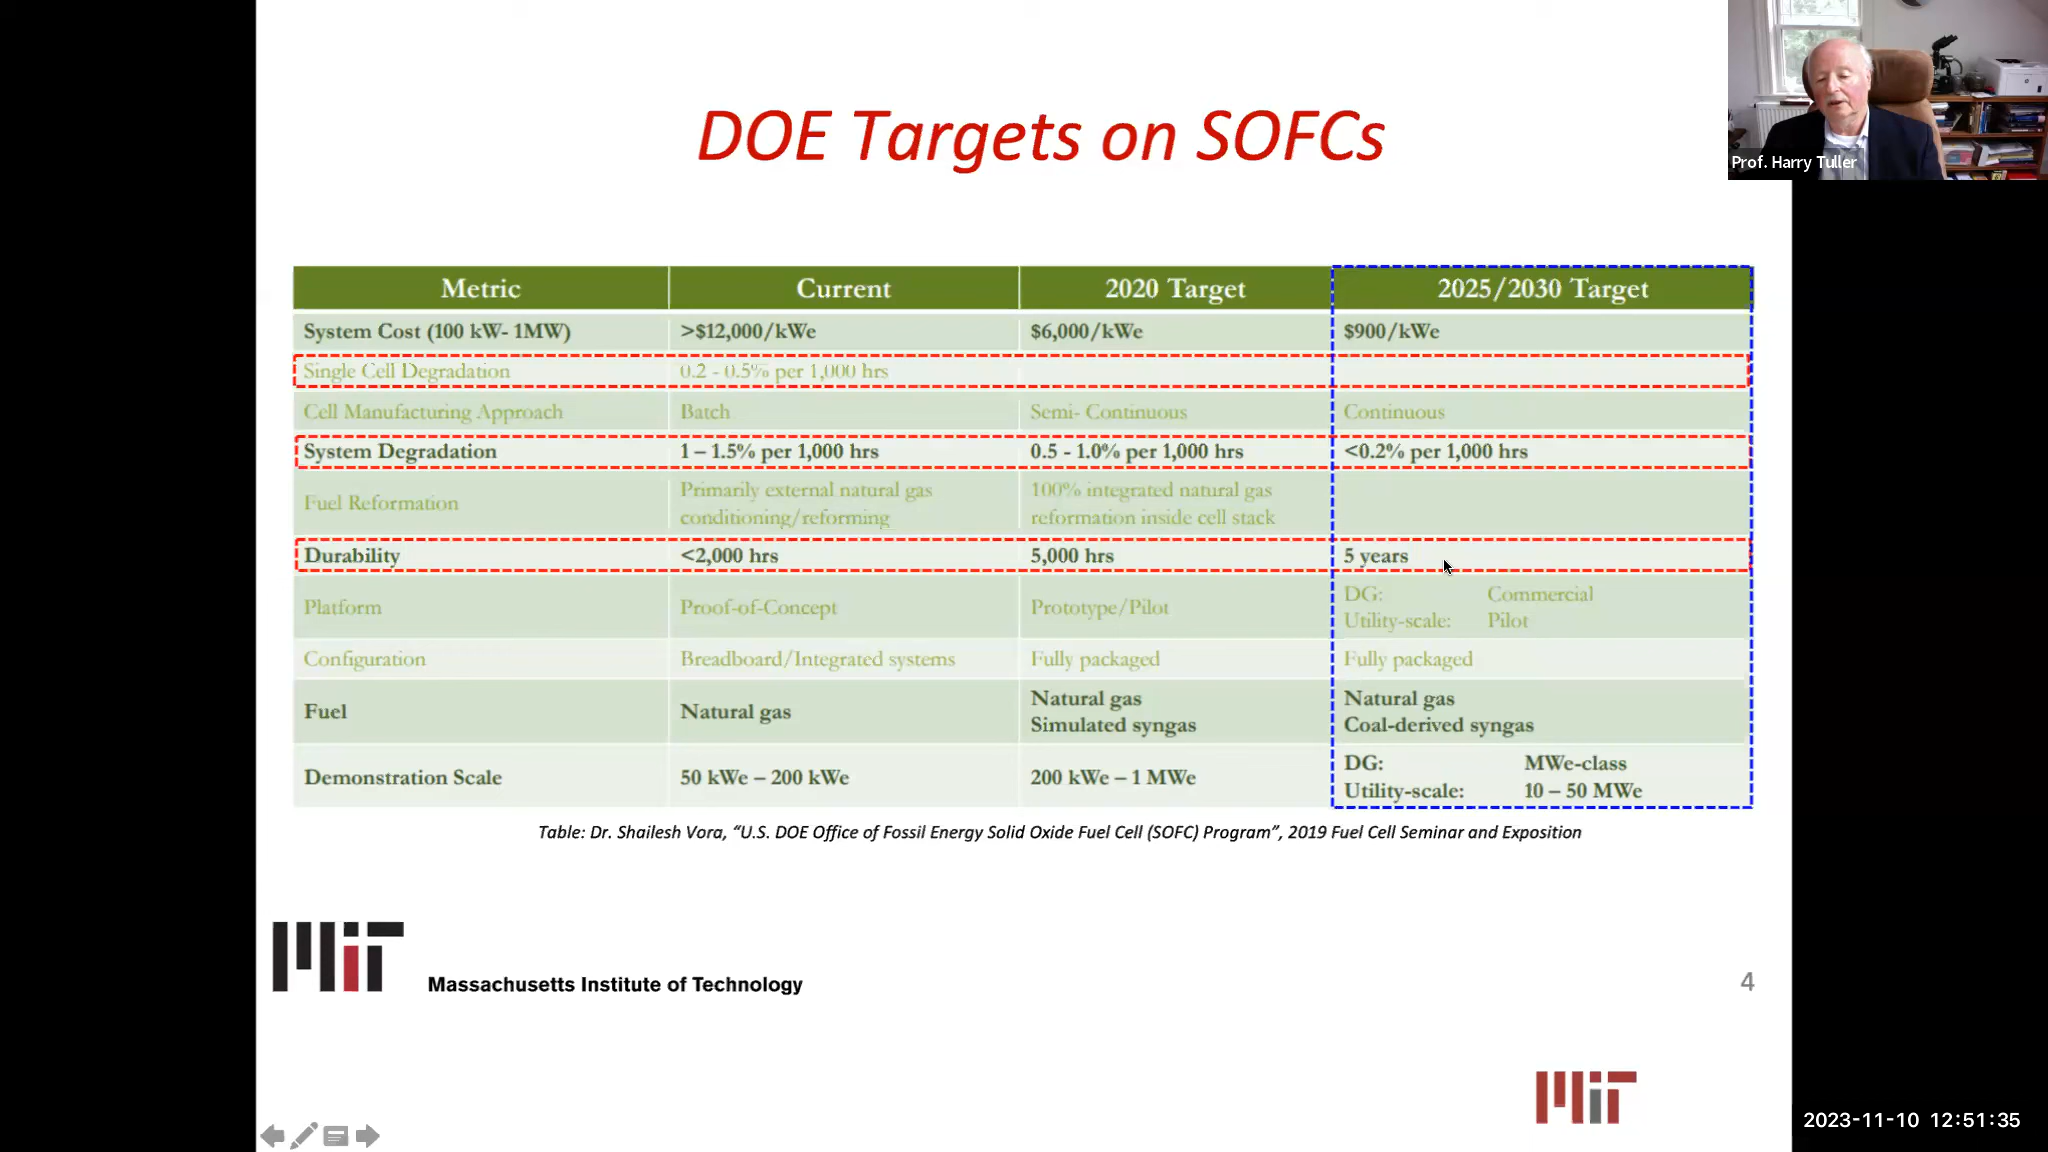 DOE Targets on SOFCs
Prof. Harry Tuller
Metric Current 2020 Target 2025/2030 Target
System Cost (100 kW- 1MW) >$12,000/kWe $6,000/kWe $900/kWe
Single Cell Degradation 0.2 - 0.5% per 1,000 hrs
Cell Manufacturing Approach Batch Semi- Continuous Continuous
System Degradation 1 – 1.5% per 1,000 hrs 0.5 - 1.0% per 1,000 hrs <0.2% per 1,000 hrs
Fuel Reformation
Primarily external natural gas
conditioning/reforming
100% integrated natural gas
reformation inside cell stack
Durability <2,000 hrs 5,000 hrs 5 years
Platform Proof-of-Concept Prototype/Pilot
DG: Commercial
Utility-scale: Pilot
Configuration Breadboard/Integrated systems Fully packaged Fully packaged
Fuel Natural gas
Natural gas
Simulated syngas
Natural gas
Coal-derived syngas
Demonstration Scale 50 kWe – 200 kWe 200 kWe – 1 MWe
DG: MWe-class
Utility-scale: 10 – 50 MWe
Table: Dr. Shailesh Vora, “U.S. DOE Office of Fossil Energy Solid Oxide Fuel Cell (SOFC) Program”, 2019 Fuel Cell Seminar and Exposition
MIT
Massachusetts Institute of Technology
4
MIT
2023-11-10 12:51:35